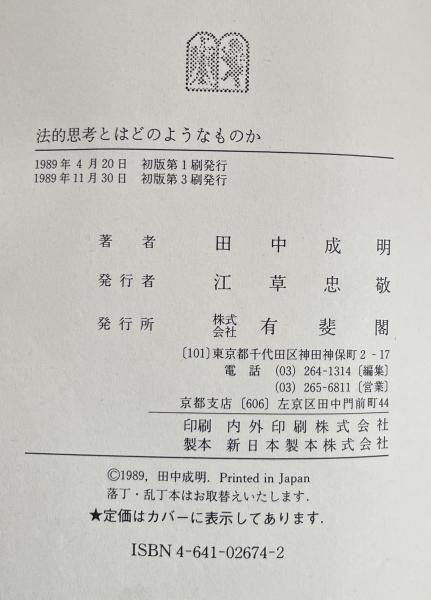 法的思考とはどのようなものか
1989年 4月20日 初版第1刷発行
1989年11月30日 初版第3刷発行
著者 田中成明
発行者 江草忠敬
発行所 株式会社 有斐閣
〔101〕東京都千代田区神田神保町2-17
電話 (03) 264-1314〔編集〕
(03) 265-6811〔営業〕
京都支店〔606〕左京区田中門前町44
印刷 内外印刷株式会社
製本 新日本製本株式会社
©1989, 田中成明. Printed in Japan
落丁・乱丁本はお取替えいたします.
★定価はカバーに表示してあります.
ISBN 4-641-02674-2